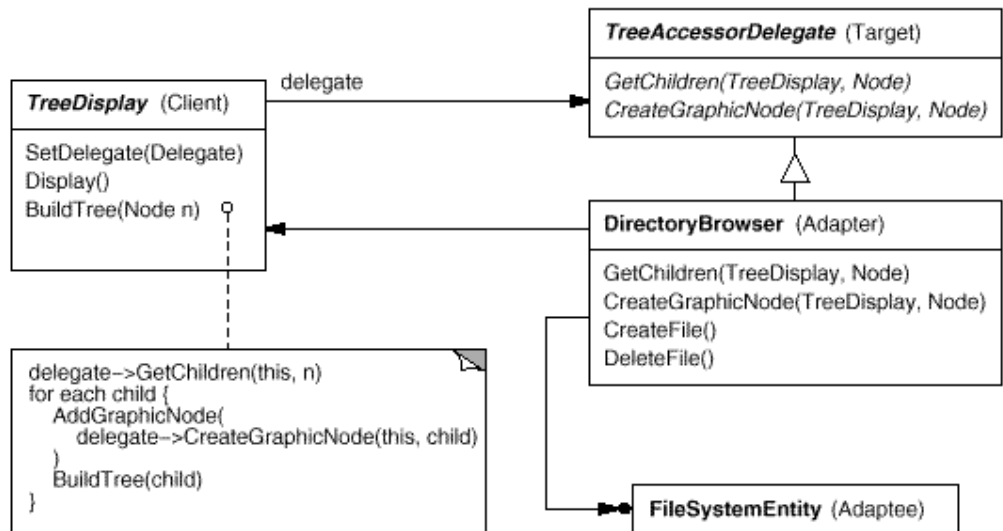 TreeAccessorDelegate (Target)
GetChildren(TreeDisplay, Node)
CreateGraphicNode(TreeDisplay, Node)
delegate
TreeDisplay (Client)
SetDelegate(Delegate)
Display()
BuildTree(Node n)
DirectoryBrowser (Adapter)
GetChildren(TreeDisplay, Node)
CreateGraphicNode(TreeDisplay, Node)
CreateFile()
DeleteFile()
delegate–>GetChildren(this, n)
for each child {
AddGraphicNode(
delegate–>CreateGraphicNode(this, child)
)
BuildTree(child)
}
FileSystemEntity (Adaptee)